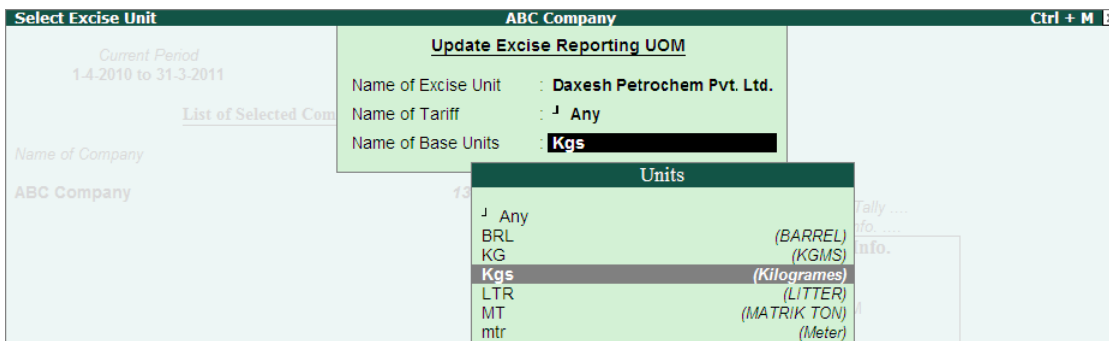 Select Excise Unit ABC Company Ctrl + M
Update Excise Reporting UOM
Current Period
1-4-2010 to 31-3-2011
Name of Excise Unit : Daxesh Petrochem Pvt. Ltd.
List of Selected Com
Name of Tariff : ┘ Any
Name of Base Units : Kgs
Name of Company
Units
ABC Company 13
┘ Any
Tally ....
BRL (BARREL)
nfo. ....
KG (KGMS)
Info.
Kgs (Kilogrames)
LTR (LITTER)
MT (MATRIK TON)
mtr (Meter)